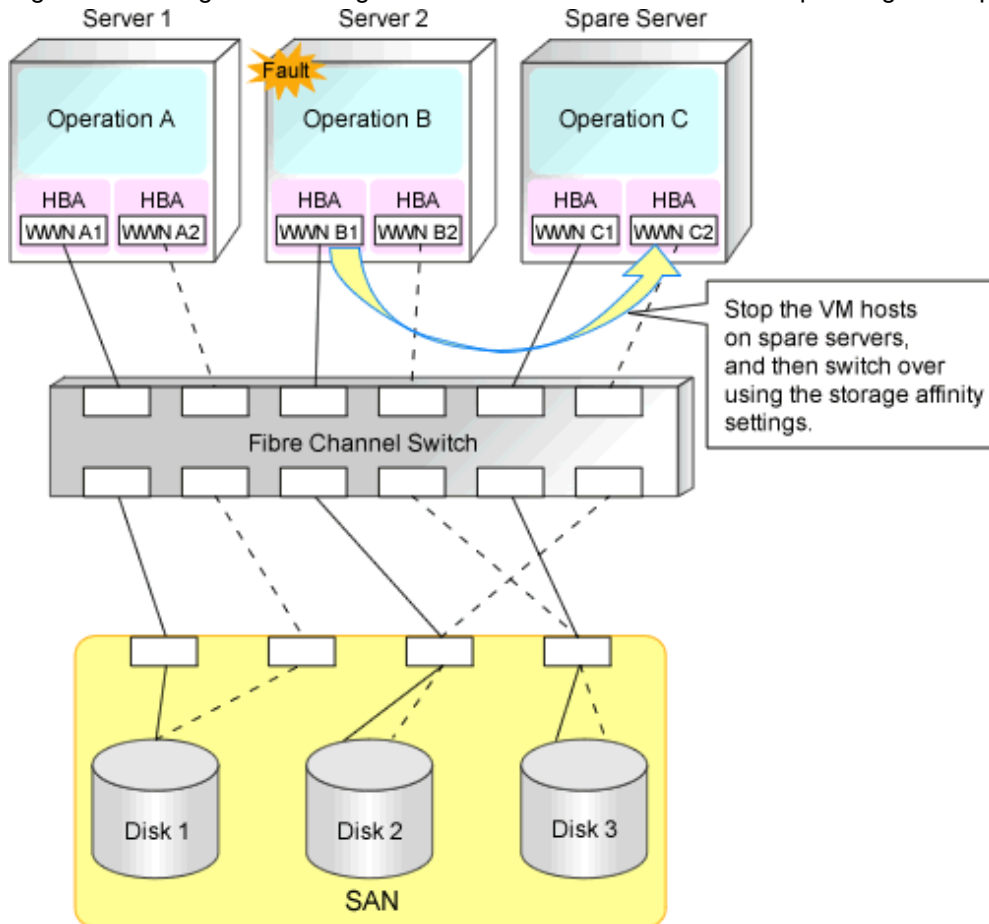 Server 1
Server 2
Spare Server
Fault
Operation A
Operation B
Operation C
HBA
HBA
HBA
HBA
HBA
HBA
WWN A1
WWN A2
WWN B1
WWN B2
WWN C1
WWN C2
Stop the VM hosts
on spare servers,
and then switch over
using the storage affinity
settings.
Fibre Channel Switch
Disk 1
Disk 2
Disk 3
SAN